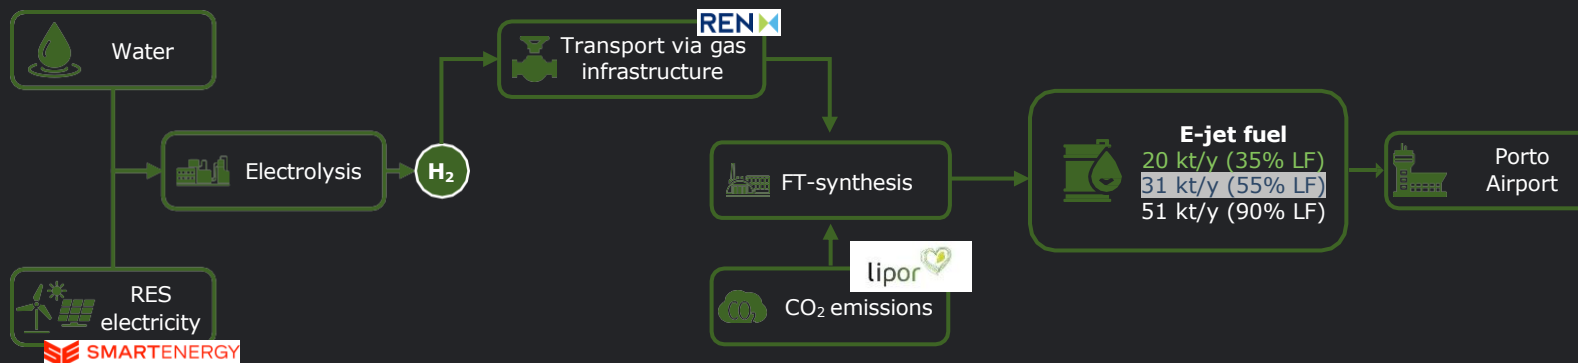 Water
RES
electricity
SMARTENERGY
Electrolysis
H₂
REN
Transport via gas
infrastructure
FT-synthesis
lipor
CO₂
CO₂ emissions
E-jet fuel
20 kt/y (35% LF)
31 kt/y (55% LF)
51 kt/y (90% LF)
Porto
Airport